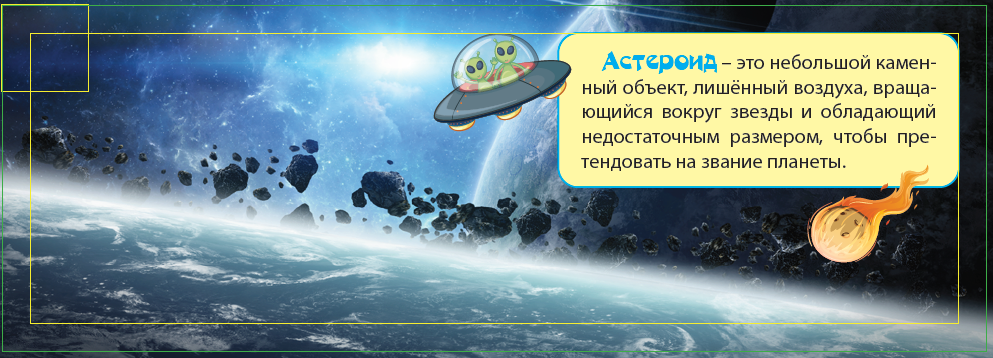 Астероид – это небольшой камен-
ный объект, лишённый воздуха, враща-
ющийся вокруг звезды и обладающий
недостаточным размером, чтобы пре-
тендовать на звание планеты.